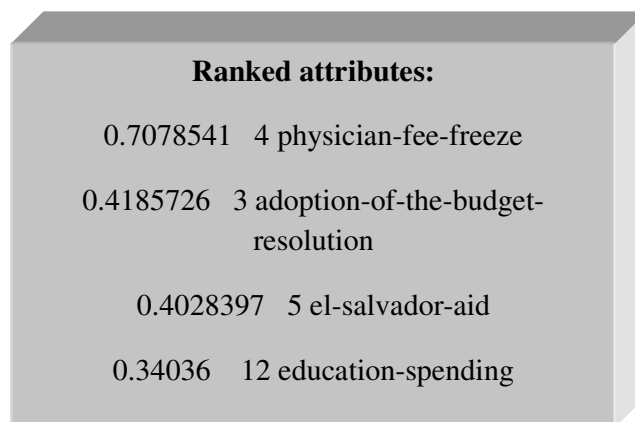 Ranked attributes:
0.7078541 4 physician-fee-freeze
0.4185726 3 adoption-of-the-budget-
resolution
0.4028397 5 el-salvador-aid
0.34036 12 education-spending